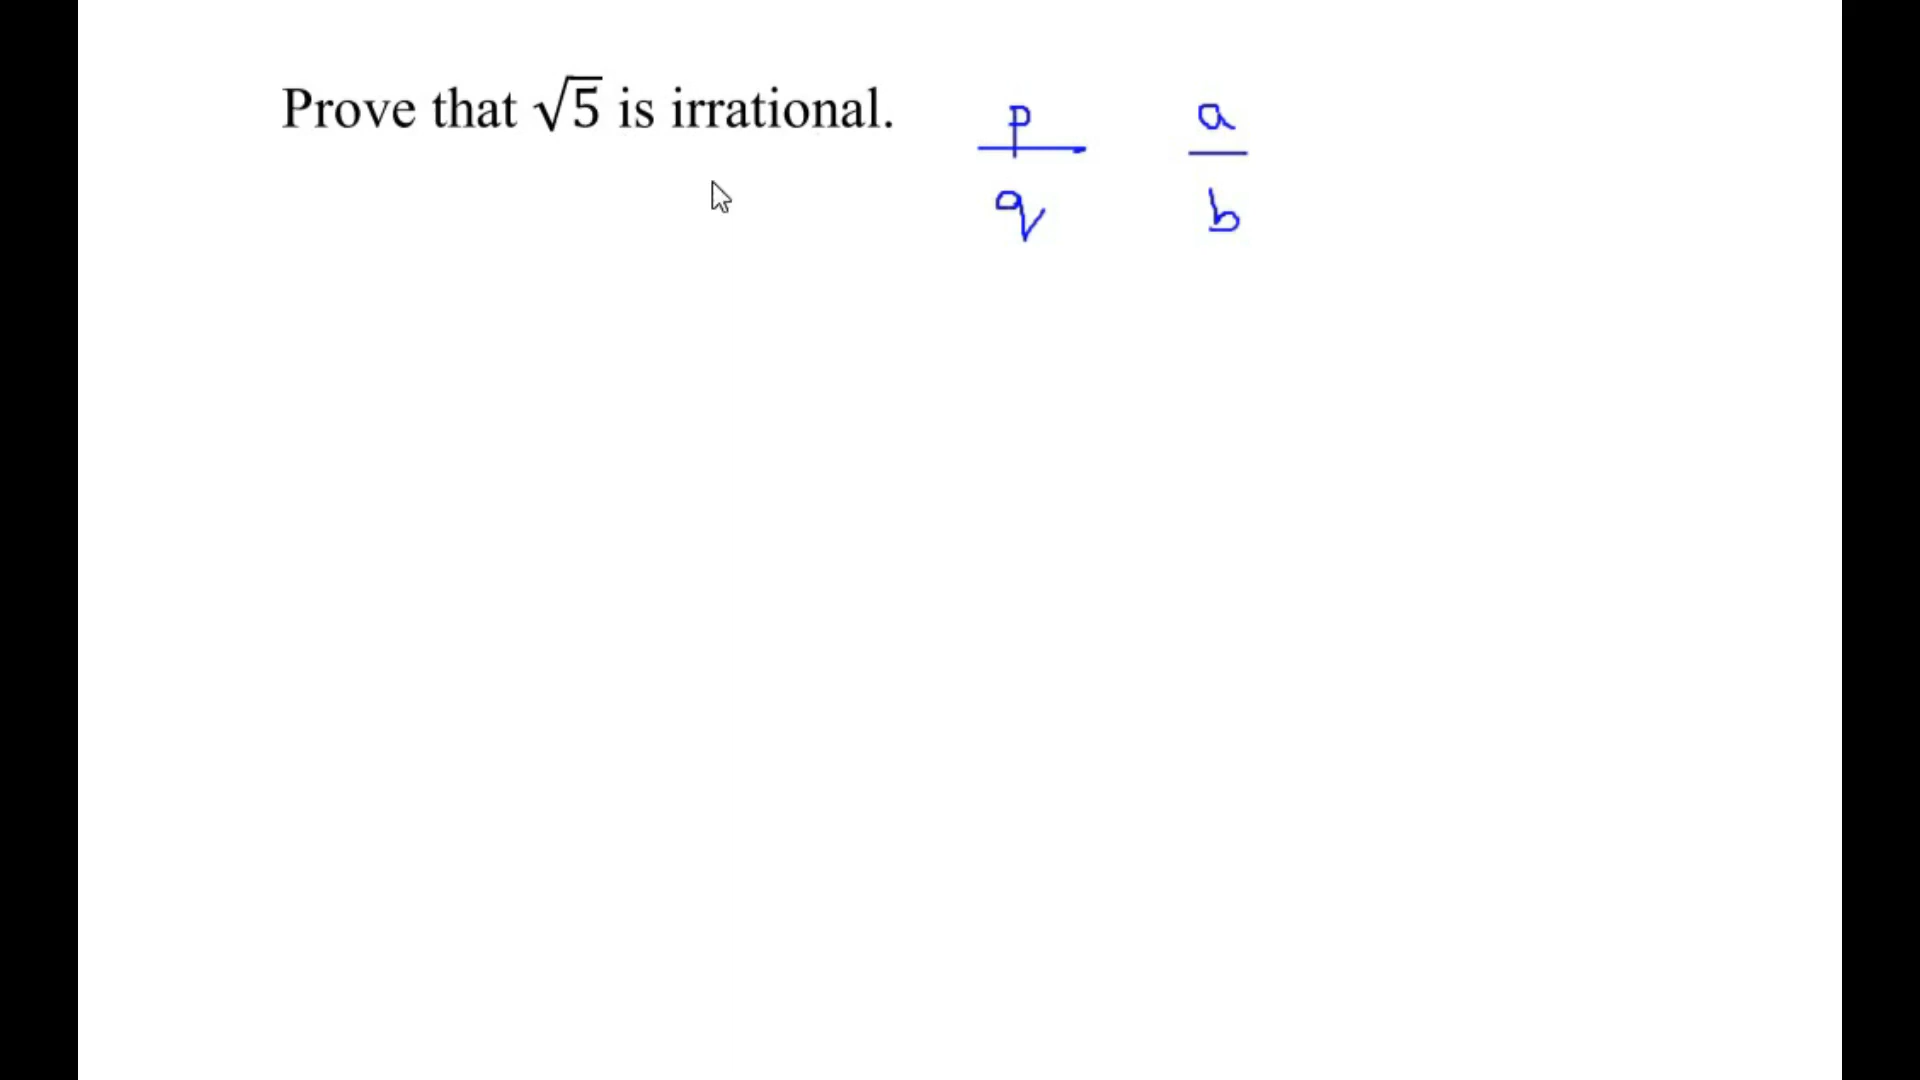 Prove that √5 is irrational.
p a
q b